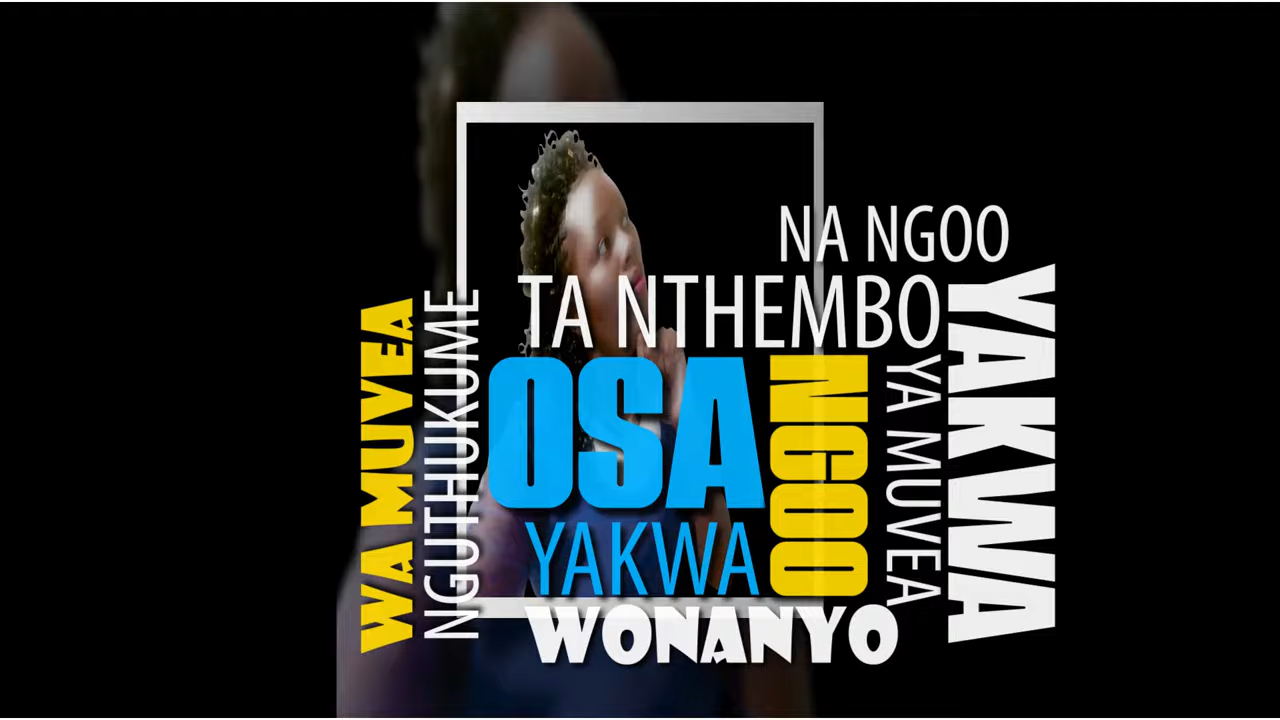 WA MUVEA
NGUTHUKUME
NA NGOO
TA NTHEMBO
OSA
YAKWA
NGOO
YA MUVEA
YAKWA
WONANYO